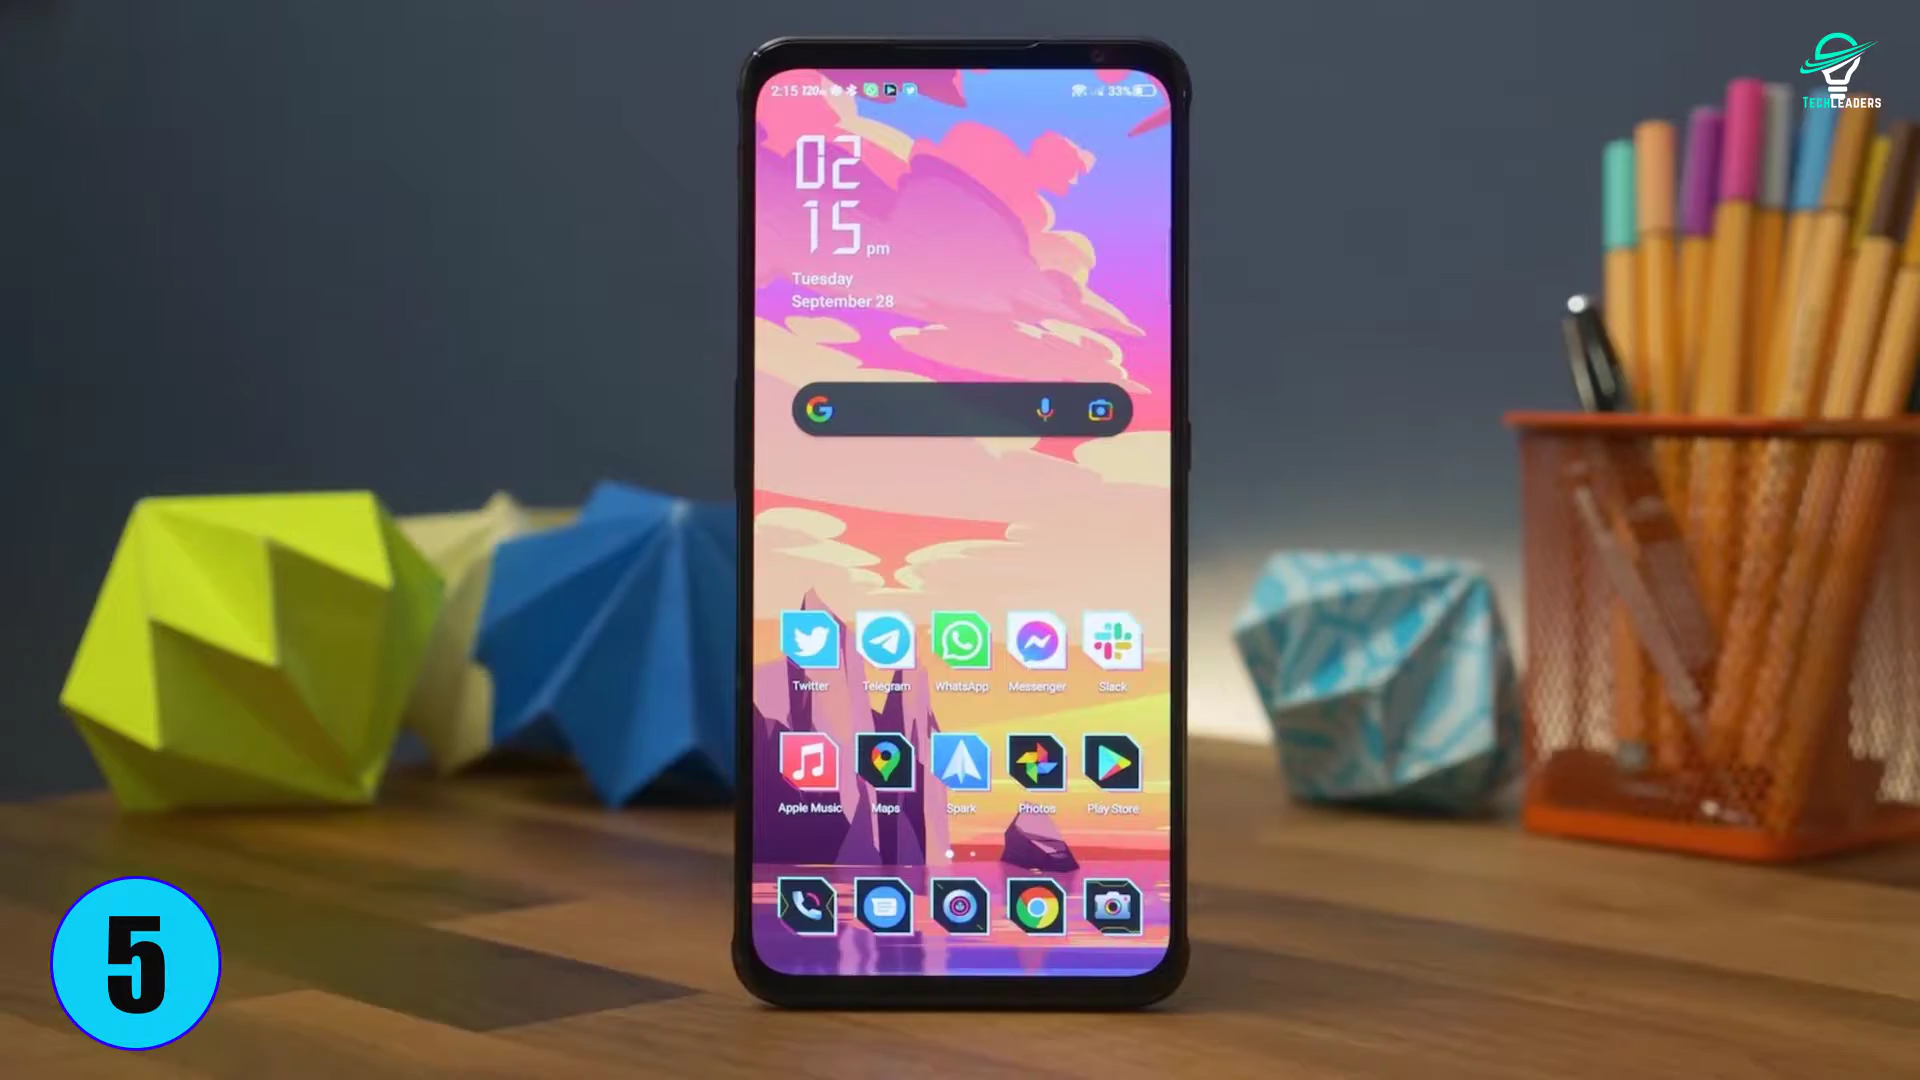 TECHLEADERS
2:15 120
33%
02
15 pm
Tuesday
September 28
Twitter Telegram WhatsApp Messenger Slack
Apple Music Maps Spark Photos Play Store
5